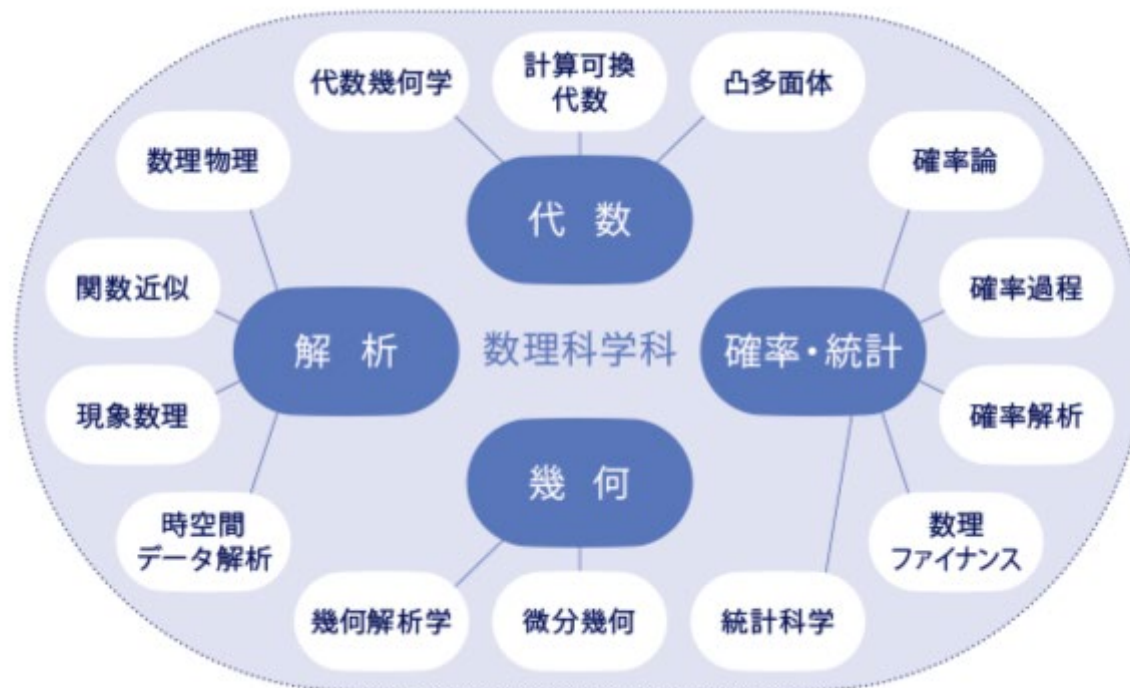 代数幾何学
計算可換
代数
凸多面体
数理物理
確率論
代 数
関数近似
確率過程
解 析
数理科学科
確率・統計
現象数理
確率解析
幾 何
時空間
データ解析
数理
ファイナンス
幾何解析学
微分幾何
統計科学